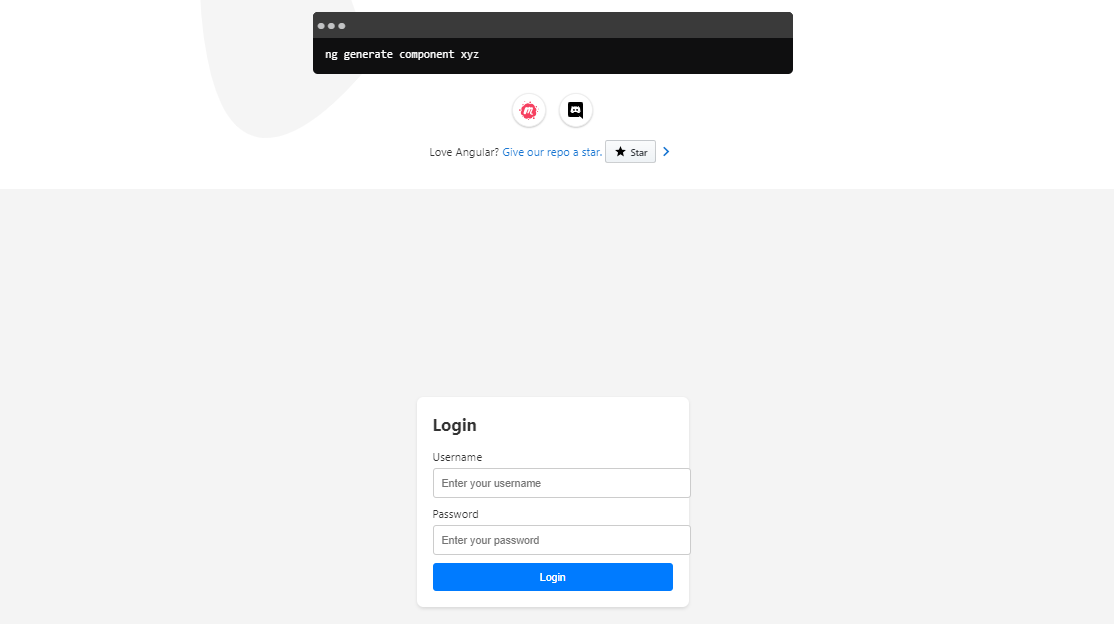 ng generate component xyz
Love Angular? Give our repo a star. Star
Login
Username
Enter your username
Password
Enter your password
Login